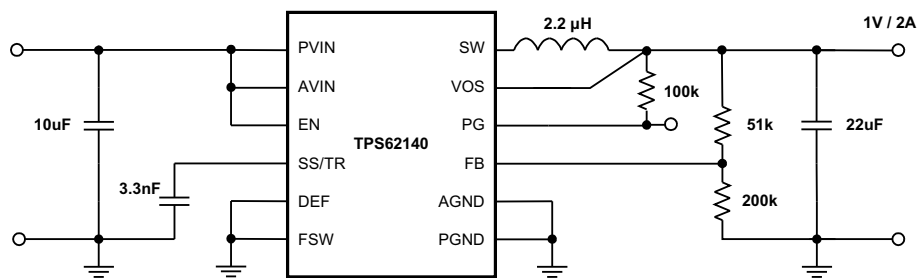 2.2 µH
1V / 2A
PVIN
SW
AVIN
VOS
100k
10uF
EN
TPS62140
PG
51k
22uF
SS/TR
FB
3.3nF
DEF
AGND
200k
FSW
PGND